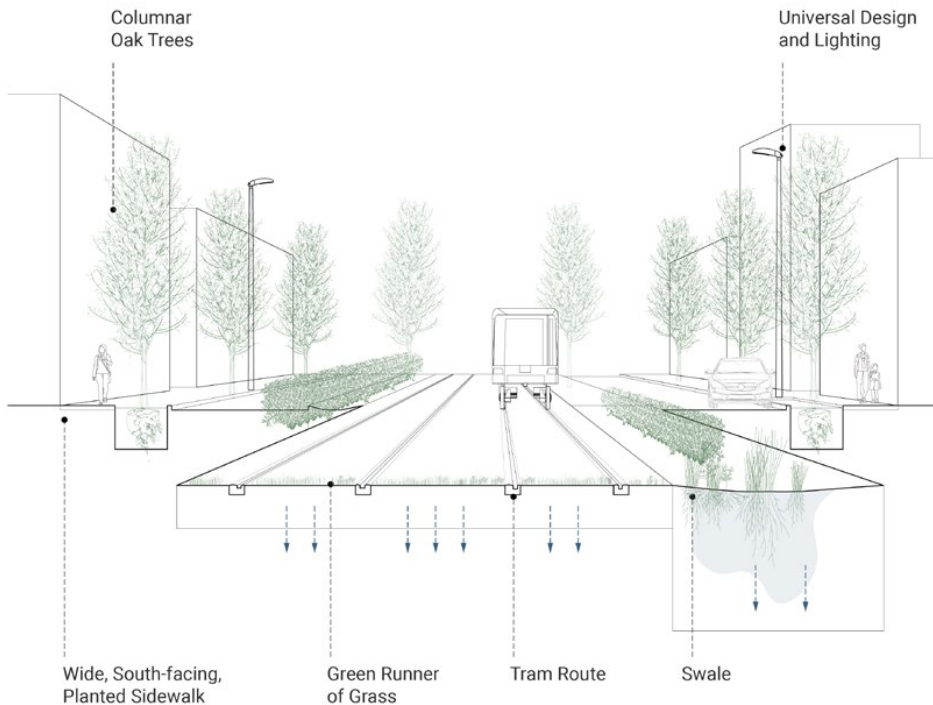 Columnar
Oak Trees
Universal Design
and Lighting
Wide, South-facing,
Planted Sidewalk
Green Runner
of Grass
Tram Route
Swale